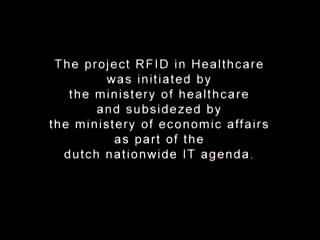 The project RFID in Healthcare
was initiated by
the ministery of healthcare
and subsidezed by
the ministery of economic affairs
as part of the
dutch nationwide IT agenda.